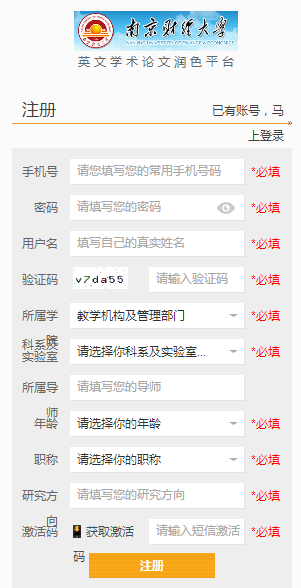 南京财经大学
NANJING UNIVERSITY OF FINANCE & ECONOMICS
英文学术论文润色平台
注册 已有账号，马上登录»
手机号 请您填写您的常用手机号码 *必填
密码 请填写您的密码 *必填
用户名 填写自己的真实姓名 *必填
验证码 v7da55 请输入验证码 *必填
所属学院 教学机构及管理部门 *必填
科系及实验室 请选择你科系及实验室... *必填
所属导师 请填写您的导师
年龄 请选择你的年龄 *必填
职称 请选择你的职称 *必填
研究方向 请填写您的研究方向 *必填
激活码 获取激活码 请输入短信激活 *必填
注册